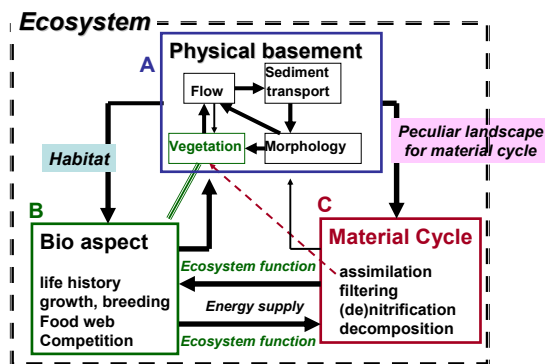 Ecosystem
Physical basement
A
Sediment
transport
Flow
Vegetation
Morphology
Habitat
Peculiar landscape
for material cycle
B
Bio aspect
life history
growth, breeding
Food web
Competition
Ecosystem function
Energy supply
Ecosystem function
C
Material Cycle
assimilation
filtering
(de)nitrification
decomposition